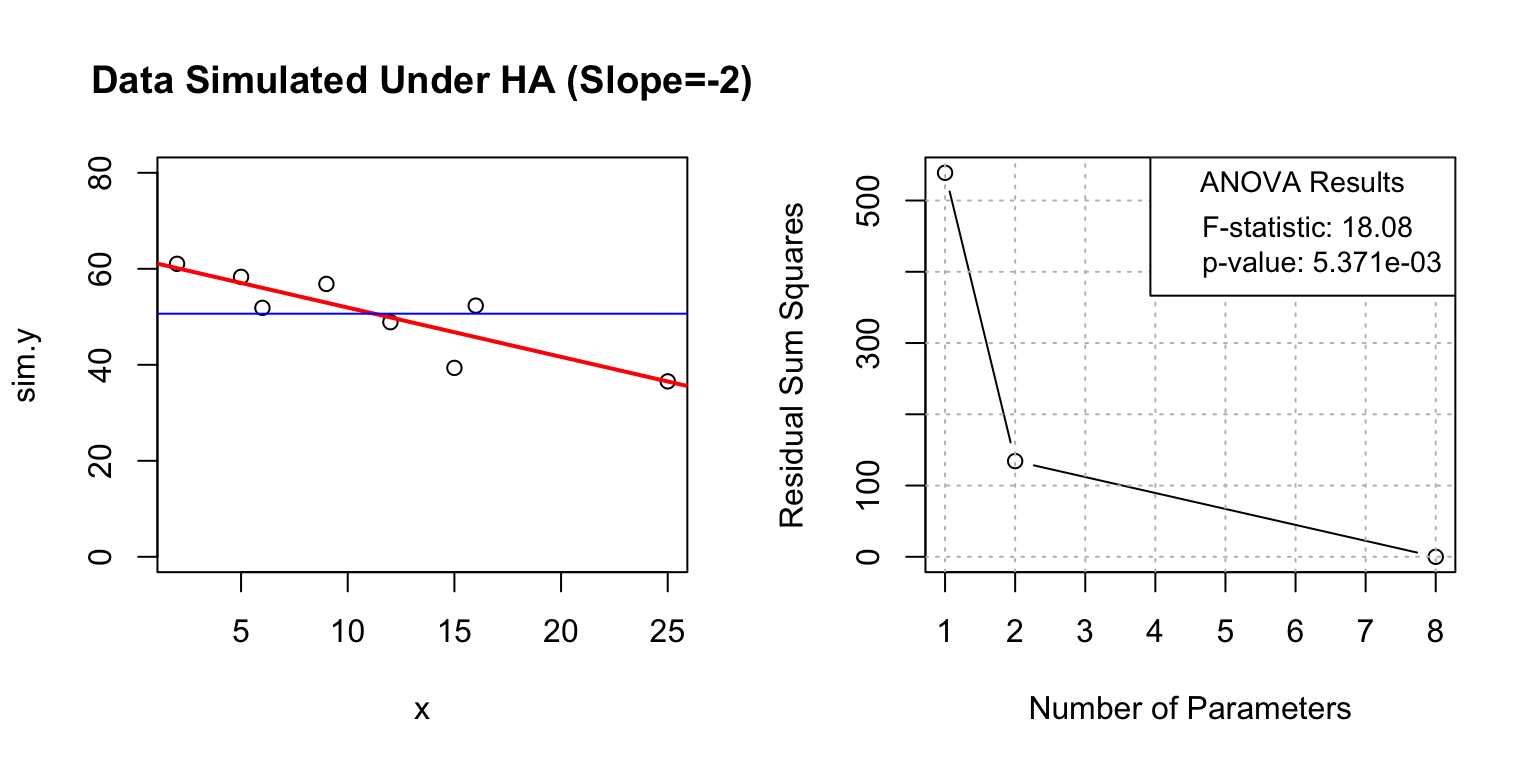 Data Simulated Under HA (Slope=-2)
sim.y
80
60
40
20
0
5 10 15 20 25
x
Residual Sum Squares
500
300
100
0
ANOVA Results
F-statistic: 18.08
p-value: 5.371e-03
1 2 3 4 5 6 7 8
Number of Parameters